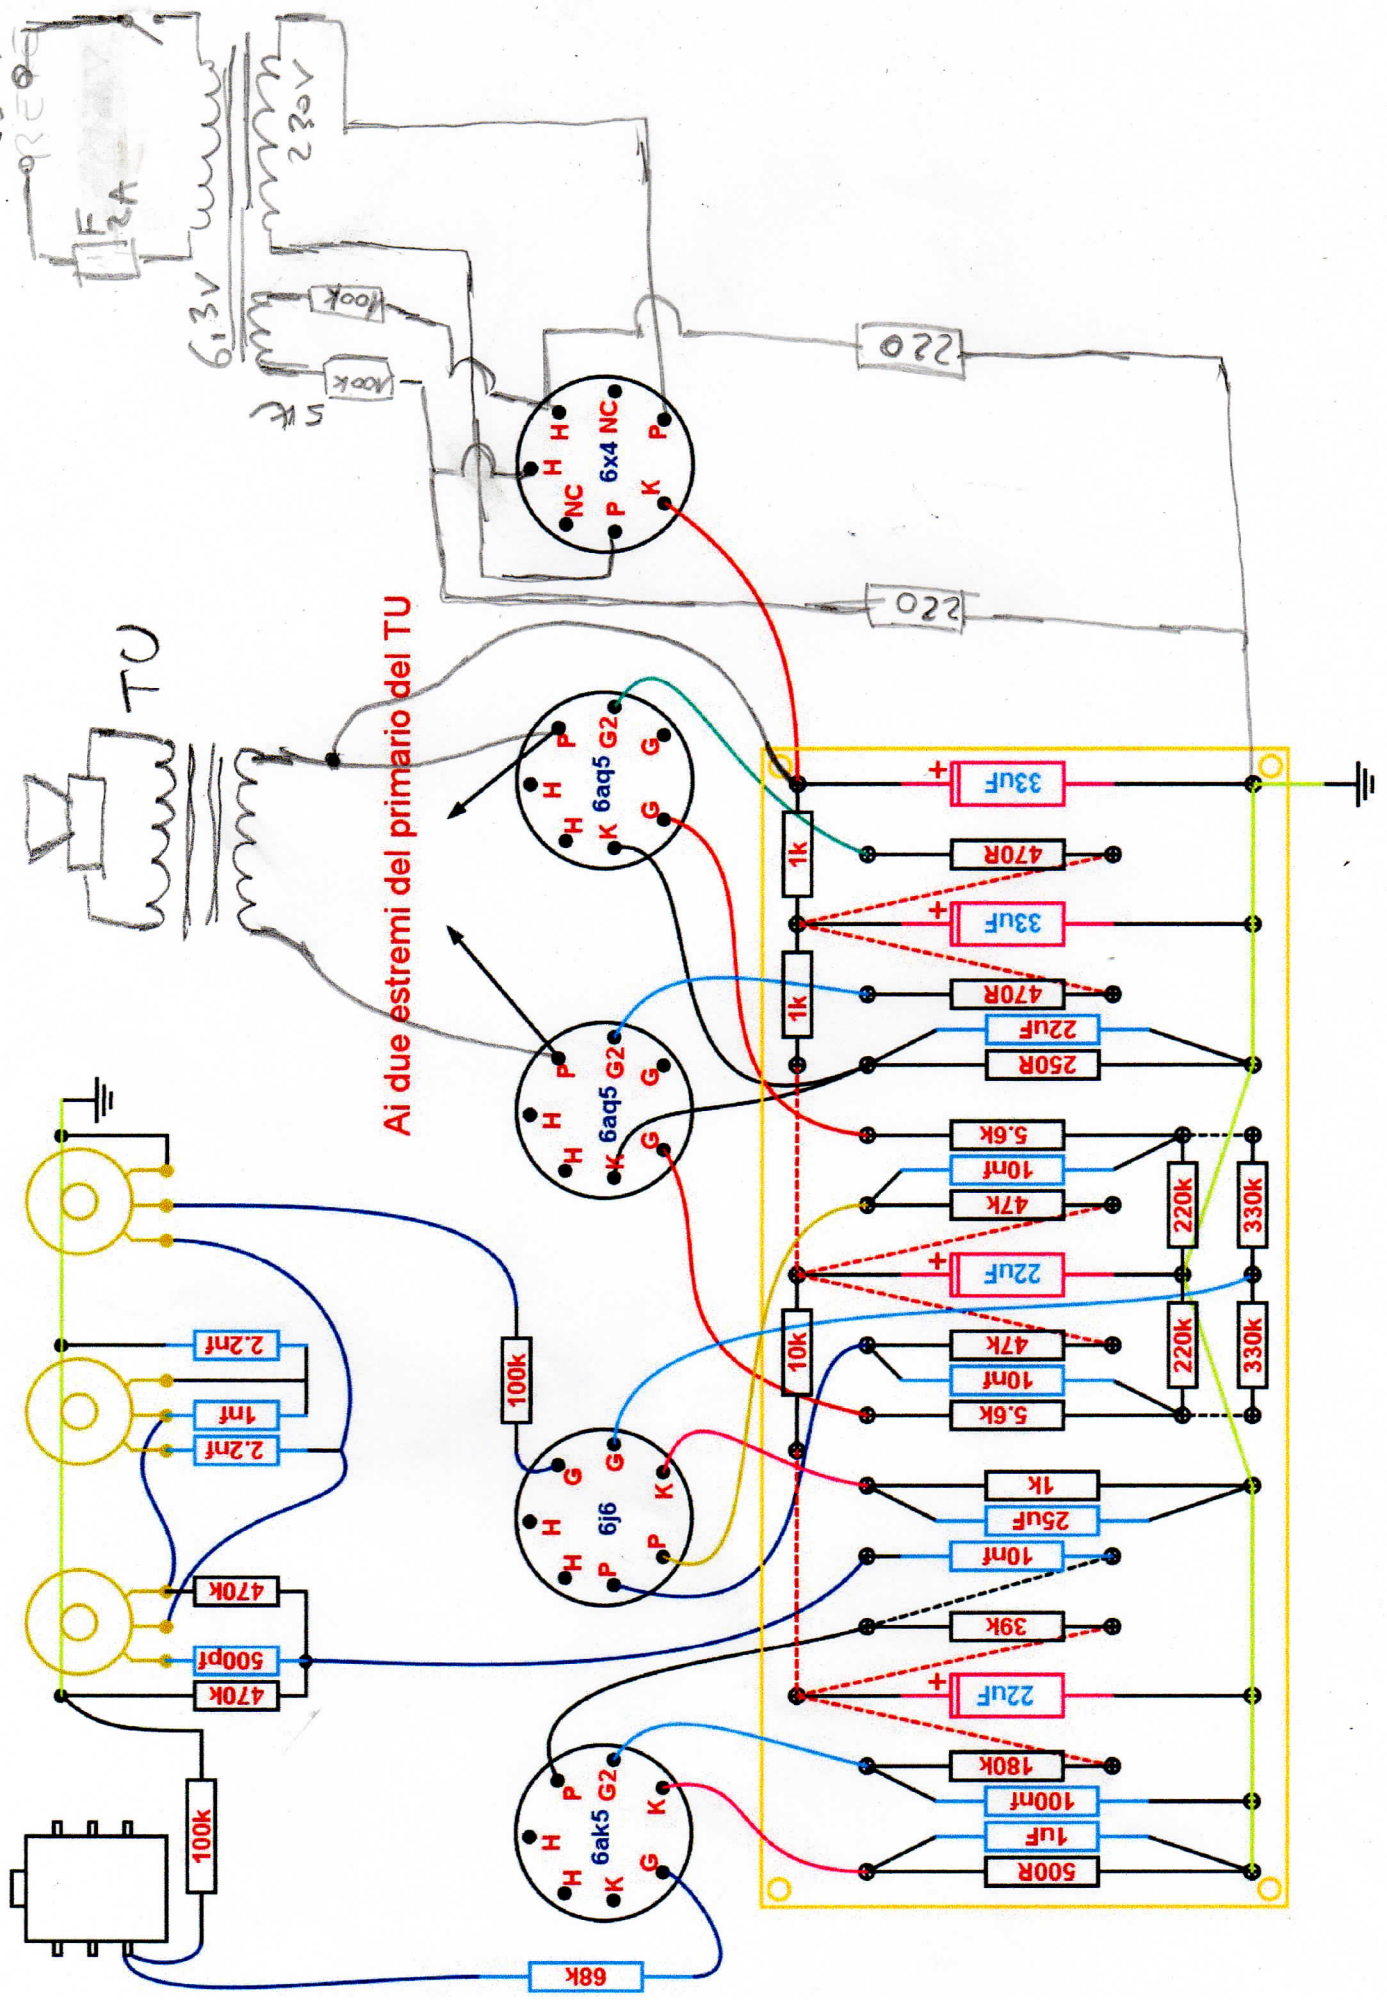 F
2A
6,3V
230V
100k
100k
5K
TU
Ai due estremi del primario del TU
220
220
H
H
NC
NC
P
P
K
6x4
P
H
H
K
G2
G
G
6aq5
P
H
H
K
G2
G
G
6aq5
2.2nf
1nf
2.2nf
470k
500pf
470k
100k
100k
68k
G
G
K
H
H
P
P
6j6
P
G2
K
H
H
K
G
6ak5
1k
1k
10k
+
33uF
470R
+
33uF
470R
22uF
250R
5.6k
10nf
47k
+
22uF
47k
10nf
5.6k
220k
330k
220k
330k
1k
25uF
10nf
39k
+
22uF
180k
100nf
1uF
500R